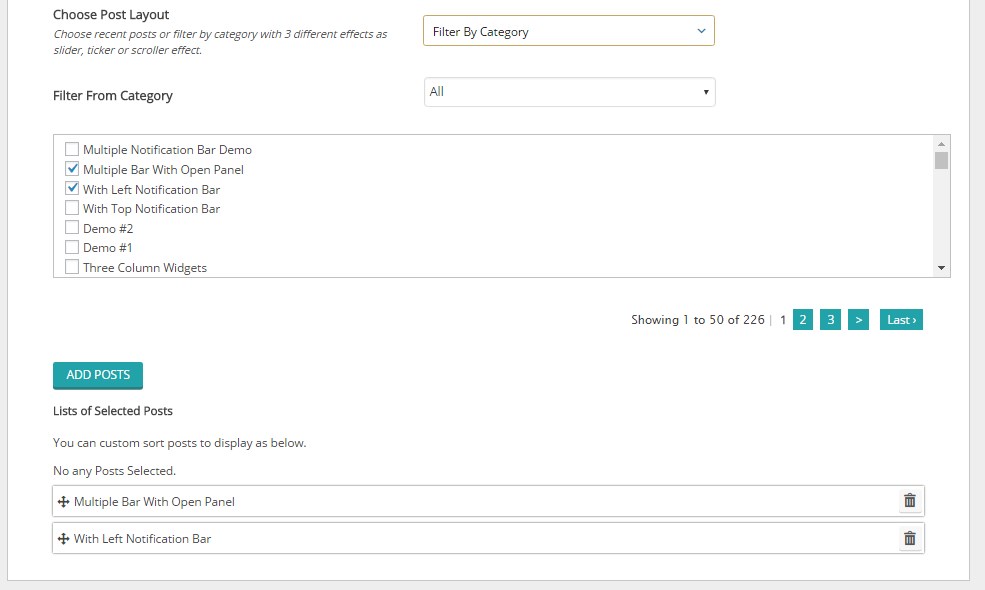 Choose Post Layout
Choose recent posts or filter by category with 3 different effects as
slider, ticker or scroller effect.
Filter By Category
Filter From Category
All
Multiple Notification Bar Demo
Multiple Bar With Open Panel
With Left Notification Bar
With Top Notification Bar
Demo #2
Demo #1
Three Column Widgets
Showing 1 to 50 of 226 | 1 2 3 > Last ›
ADD POSTS
Lists of Selected Posts
You can custom sort posts to display as below.
No any Posts Selected.
Multiple Bar With Open Panel
With Left Notification Bar